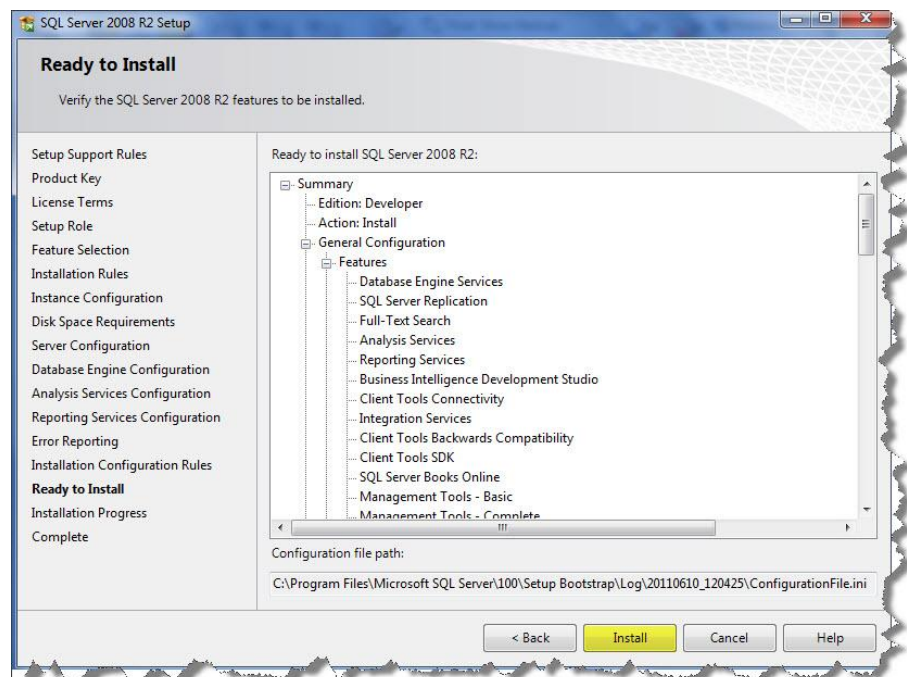 SQL Server 2008 R2 Setup
Ready to Install
Verify the SQL Server 2008 R2 features to be installed.
Setup Support Rules
Product Key
License Terms
Setup Role
Feature Selection
Installation Rules
Instance Configuration
Disk Space Requirements
Server Configuration
Database Engine Configuration
Analysis Services Configuration
Reporting Services Configuration
Error Reporting
Installation Configuration Rules
Ready to Install
Installation Progress
Complete
Ready to install SQL Server 2008 R2:
Summary
Edition: Developer
Action: Install
General Configuration
Features
Database Engine Services
SQL Server Replication
Full-Text Search
Analysis Services
Reporting Services
Business Intelligence Development Studio
Client Tools Connectivity
Integration Services
Client Tools Backwards Compatibility
Client Tools SDK
SQL Server Books Online
Management Tools - Basic
Management Tools - Complete
Configuration file path:
C:\Program Files\Microsoft SQL Server\100\Setup Bootstrap\Log\20110610_120425\ConfigurationFile.ini
< Back Install Cancel Help